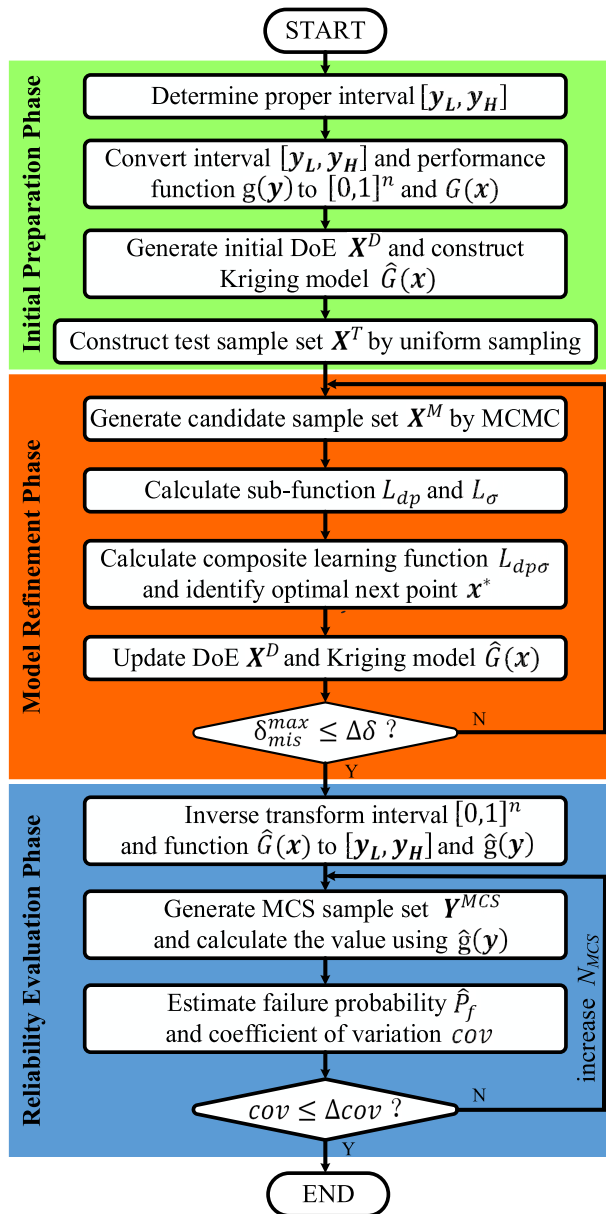 START
Initial Preparation Phase
Determine proper interval [𝒚_L, 𝒚_H]
Convert interval [𝒚_L, 𝒚_H] and performance
function g(𝒚) to [0,1]ⁿ and G(𝒙)
Generate initial DoE 𝑿^D and construct
Kriging model Ĝ(𝒙)
Construct test sample set 𝑿^T by uniform sampling
Model Refinement Phase
Generate candidate sample set 𝑿^M by MCMC
Calculate sub-function L_dp and L_σ
Calculate composite learning function L_dpσ
and identify optimal next point 𝒙*
Update DoE 𝑿^D and Kriging model Ĝ(𝒙)
δ_mis^max ≤ Δδ ?
N
Y
Reliability Evaluation Phase
Inverse transform interval [0,1]ⁿ
and function Ĝ(𝒙) to [𝒚_L, 𝒚_H] and ĝ(𝒚)
Generate MCS sample set 𝒀^MCS
and calculate the value using ĝ(𝒚)
increase N_MCS
Estimate failure probability P̂_f
and coefficient of variation cov
cov ≤ Δcov ?
N
Y
END